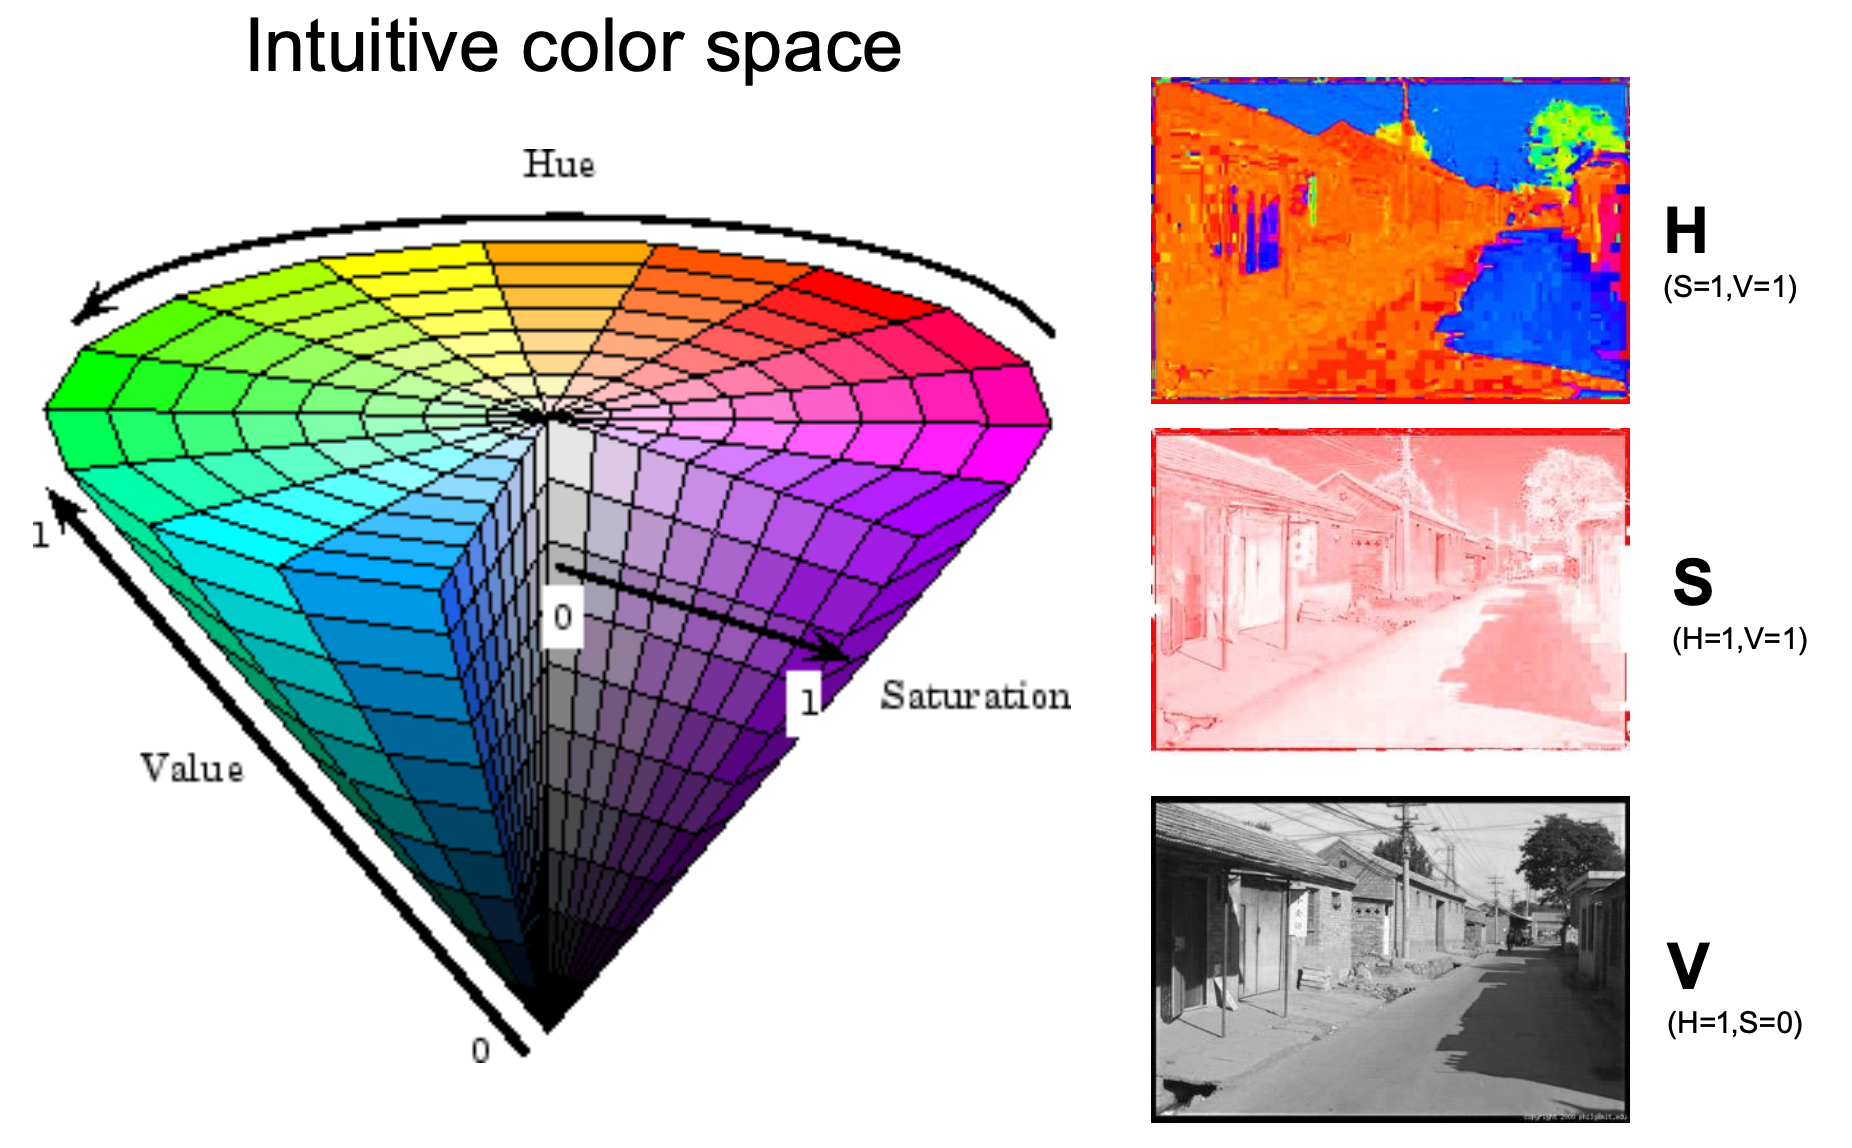 Intuitive color space
Hue
1
0
1
Saturation
Value
0
H
(S=1,V=1)
S
(H=1,V=1)
V
(H=1,S=0)